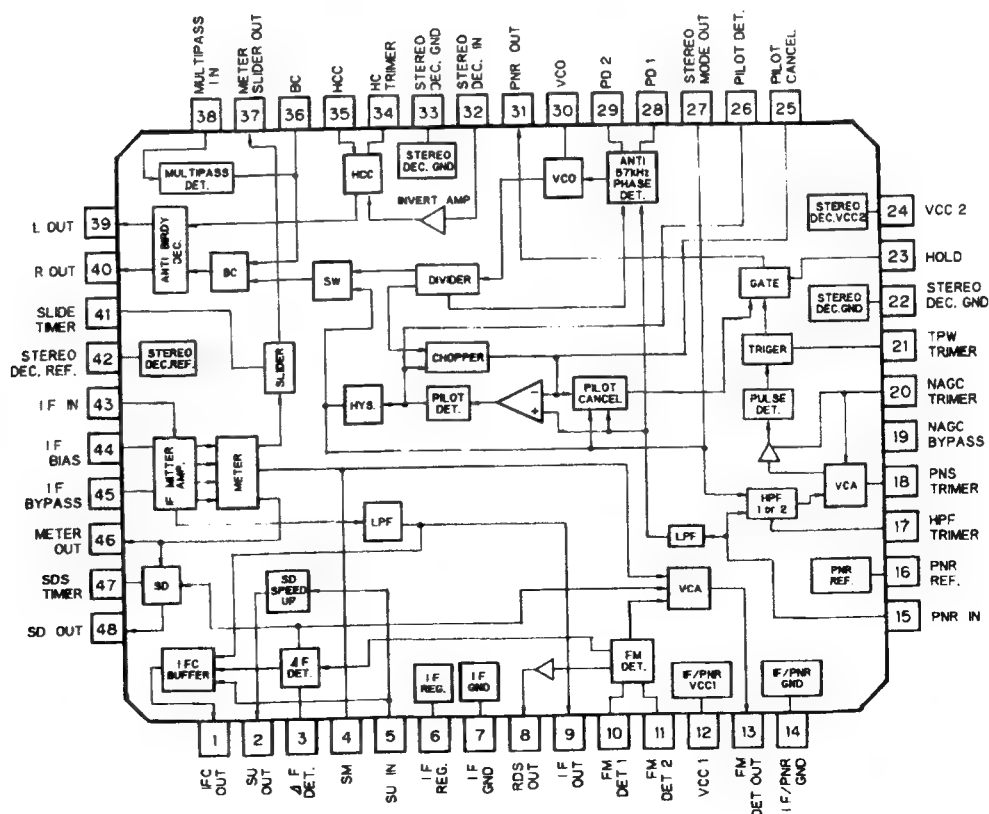 MULTIPASS
IN
38
METER
SLIDER OUT
37
BC
36
HCC
35
HC
TRIMER
34
STEREO
DEC. GND
33
STEREO
DEC. IN
32
PNR OUT
31
VCO
30
PD 2
29
PD 1
28
STEREO
MODE OUT
27
PILOT DET.
26
PILOT
CANCEL
25
L OUT
39
R OUT
40
SLIDE
TIMER
41
STEREO
DEC. REF.
42
IF IN
43
IF
BIAS
44
IF
BYPASS
45
METER
OUT
46
SDS
TIMER
47
SD OUT
48
24
VCC 2
23
HOLD
22
STEREO
DEC. GND
21
TPW
TRIMER
20
NAGC
TRIMER
19
NAGC
BYPASS
18
PNS
TRIMER
17
HPF
TRIMER
16
PNR
REF.
15
PNR IN
MULTIPASS
DET.
HCC
STEREO
DEC. GND
INVERT AMP
VCO
ANTI
57kHz
PHASE
DET.
STEREO
DEC.VCC2
ANTI BIRDY
DEC.
BC
SW
DIVIDER
GATE
STEREO
DEC.GND
STEREO
DEC.REF.
SLIDER
CHOPPER
TRIGER
HYS.
PILOT
DET.
−
+
PILOT
CANCEL
PULSE
DET.
IF MITTER
AMP.
METER
LPF
LPF
HPF
1 or 2
VCA
SD
SD
SPEED
UP
VCA
PNR
REF.
IFC
BUFFER
⊿F
DET.
IF
REG.
IF
GND
FM
DET.
IF/PNR
VCC1
IF/PNR
GND
1
IFC
OUT
2
SU
OUT
3
⊿F
DET.
4
SM
5
SU IN
6
IF
REG.
7
IF
GND
8
RDS
OUT
9
IF OUT
10
FM
DET 1
11
FM
DET 2
12
VCC 1
13
FM
DET OUT
14
IF/PNR
GND